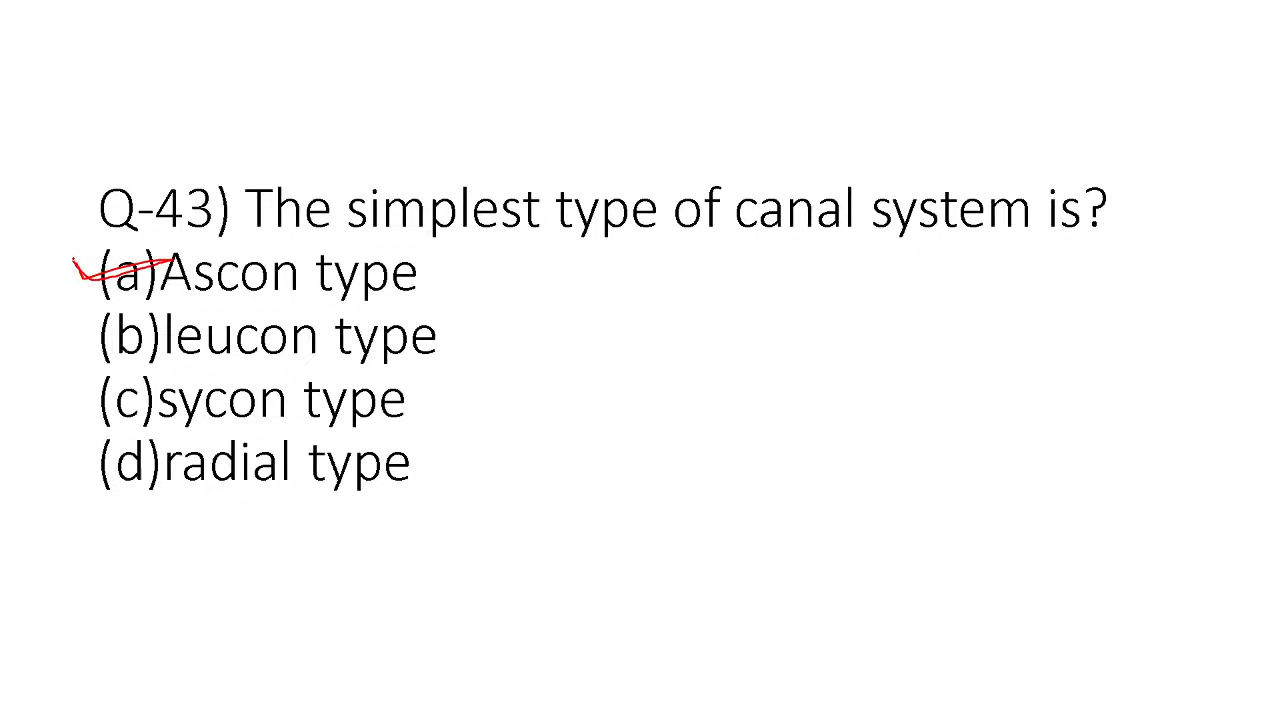 Q-43) The simplest type of canal system is?
(a)Ascon type
(b)leucon type
(c)sycon type
(d)radial type